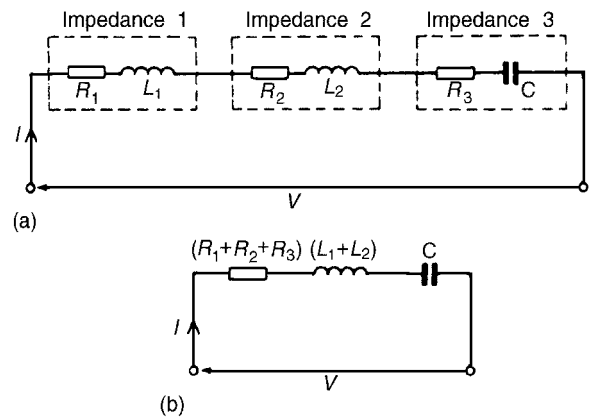 Impedance 1 Impedance 2 Impedance 3
R1 L1 R2 L2 R3 C
I
V
(a)
(R1+R2+R3) (L1+L2) C
I
V
(b)